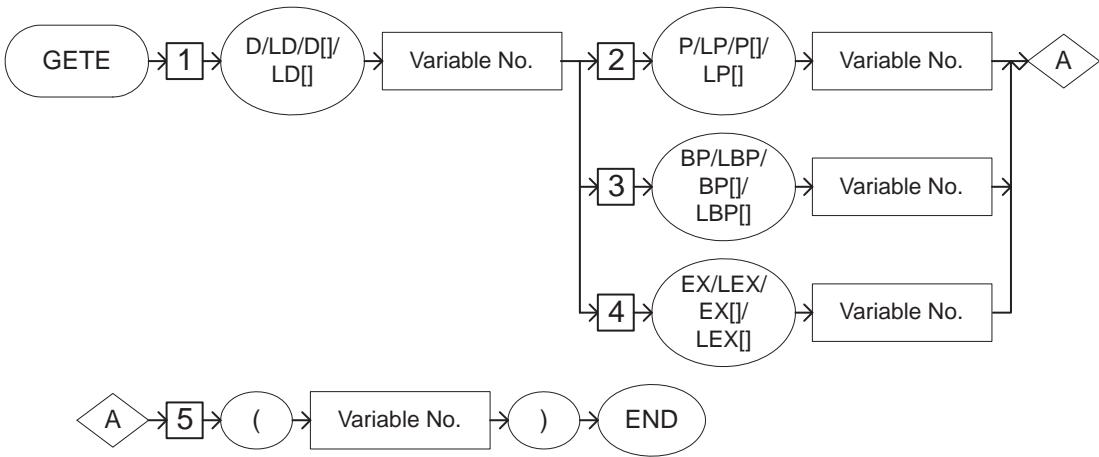 GETE
1
D/LD/D[]/
LD[]
Variable No.
2
P/LP/P[]/
LP[]
Variable No.
A
3
BP/LBP/
BP[]/
LBP[]
Variable No.
4
EX/LEX/
EX[]/
LEX[]
Variable No.
A
5
(
Variable No.
)
END